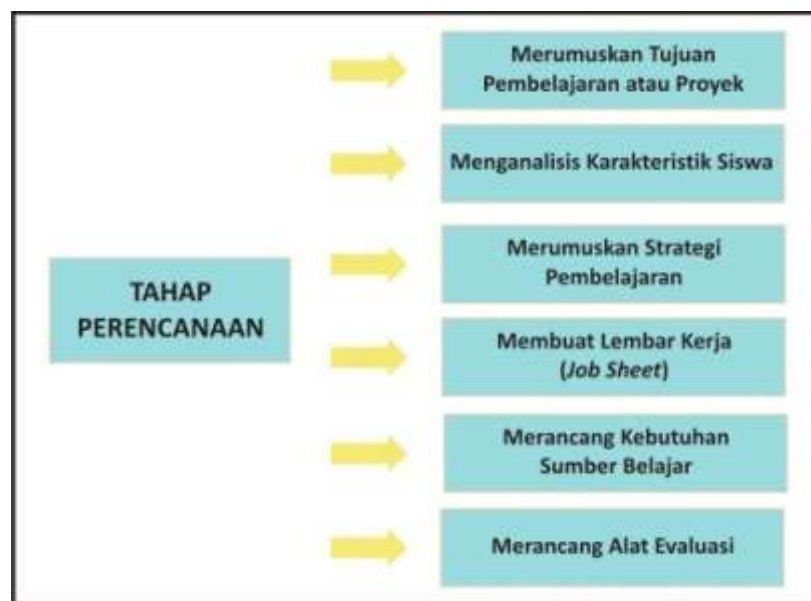 Merumuskan Tujuan
Pembelajaran atau Proyek
Menganalisis Karakteristik Siswa
Merumuskan Strategi
Pembelajaran
TAHAP
PERENCANAAN
Membuat Lembar Kerja
(Job Sheet)
Merancang Kebutuhan
Sumber Belajar
Merancang Alat Evaluasi